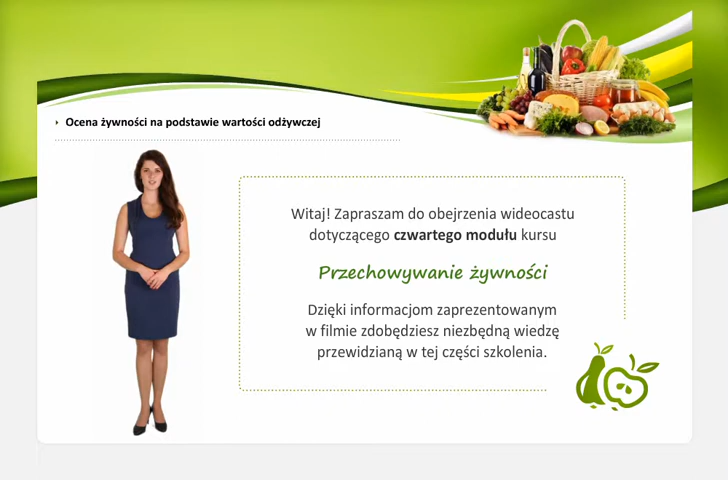 Ocena żywności na podstawie wartości odżywczej
Witaj! Zapraszam do obejrzenia wideocastu
dotyczącego czwartego modułu kursu
Przechowywanie żywności
Dzięki informacjom zaprezentowanym
w filmie zdobędziesz niezbędną wiedzę
przewidzianą w tej części szkolenia.